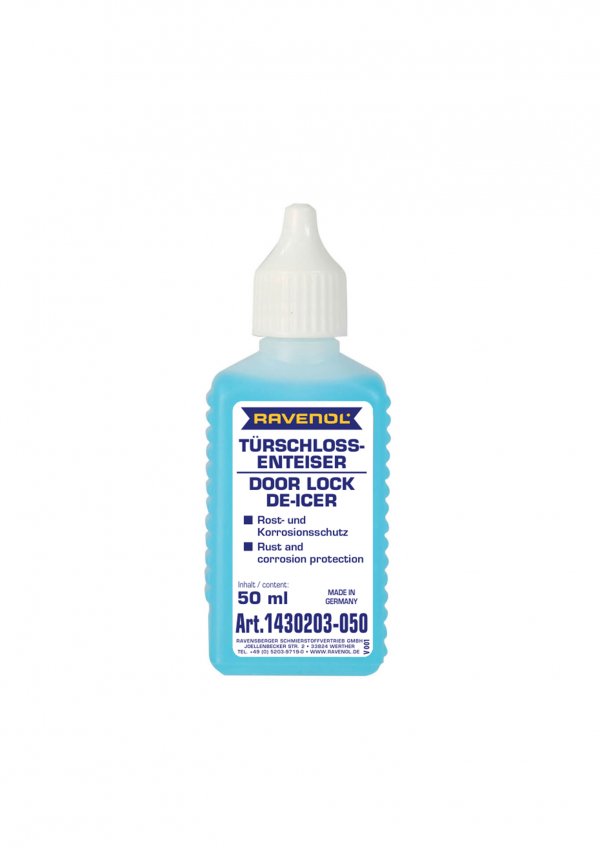 RAVENOL®
TÜRSCHLOSS-
ENTEISER
DOOR LOCK
DE-ICER
■ Rost- und
Korrosionsschutz
■ Rust and
corrosion protection
Inhalt / content:
50 ml
MADE IN
GERMANY
Art.1430203-050
RAVENSBERGER SCHMIERSTOFFVERTRIEB GMBH
JOELLENBECKER STR. 2 • 33824 WERTHER
TEL. +49 (0) 5203-9719-0 • WWW.RAVENOL.DE
V 001